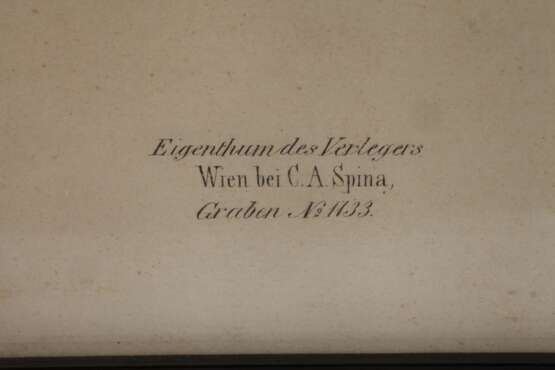 Eigenthum des Verlegers
Wien bei C. A. Spina,
Graben № 1133.